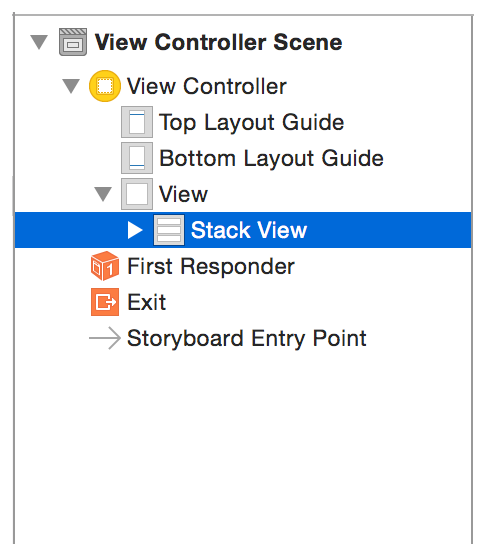 View Controller Scene
View Controller
Top Layout Guide
Bottom Layout Guide
View
Stack View
First Responder
Exit
Storyboard Entry Point